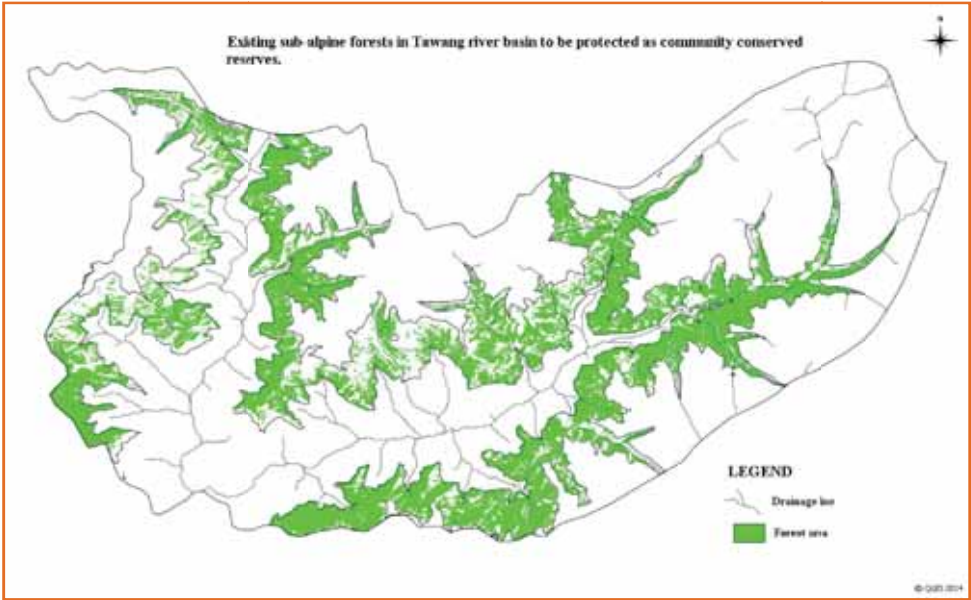 Existing sub-alpine forests in Tawang river basin to be protected as community conserved
reserves.
N
LEGEND
Drainage line
Forest area